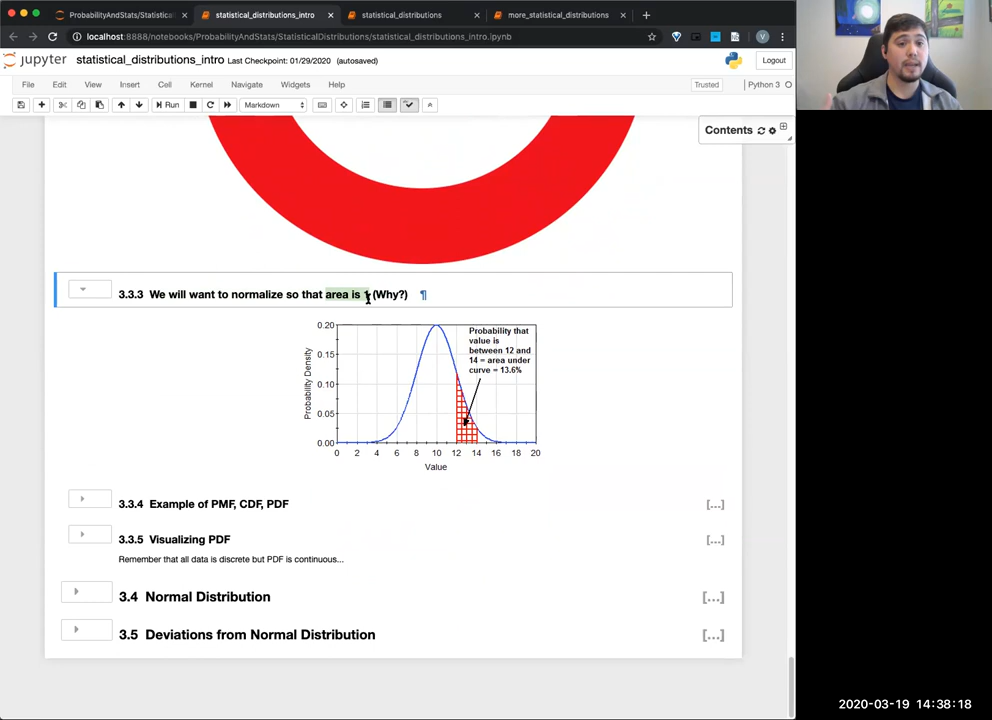 ProbabilityAndStats/Statistical
statistical_distributions_intro
statistical_distributions
more_statistical_distributions
localhost:8888/notebooks/ProbabilityAndStats/StatisticalDistributions/statistical_distributions_intro.ipynb
V
jupyter statistical_distributions_intro Last Checkpoint: 01/29/2020 (autosaved)
Logout
File Edit View Insert Cell Kernel Navigate Widgets Help
Trusted
Python 3
Run
Markdown
Contents
3.3.3 We will want to normalize so that area is 1 (Why?) ¶
Probability that
value is
between 12 and
14 = area under
curve = 13.6%
0.20
0.15
0.10
0.05
0.00
Probability Density
0 2 4 6 8 10 12 14 16 18 20
Value
3.3.4 Example of PMF, CDF, PDF
[...]
3.3.5 Visualizing PDF
[...]
Remember that all data is discrete but PDF is continuous...
3.4 Normal Distribution
[...]
3.5 Deviations from Normal Distribution
[...]
2020-03-19 14:38:18